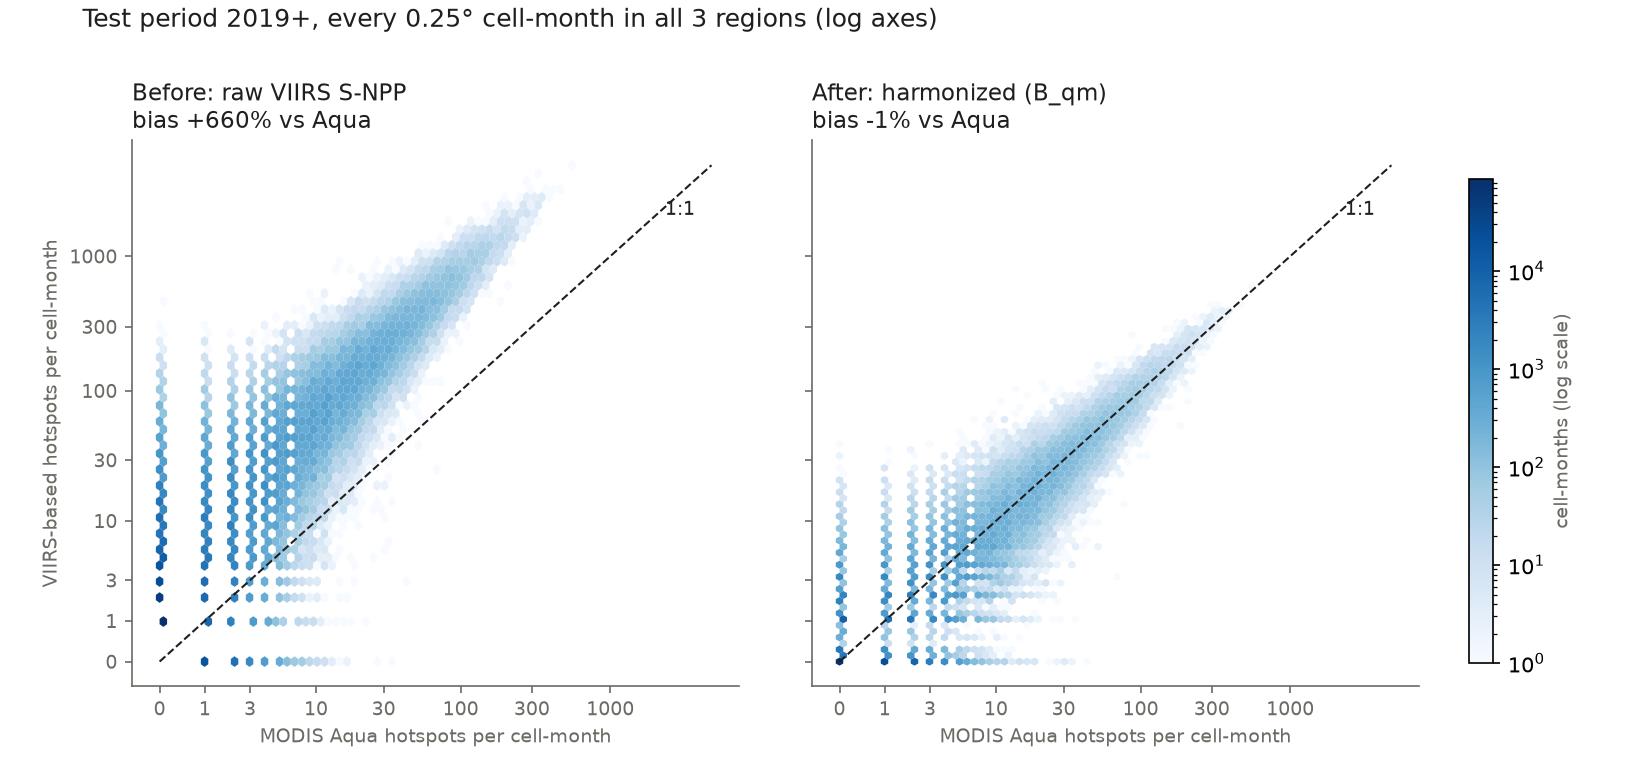 Test period 2019+, every 0.25° cell-month in all 3 regions (log axes)
Before: raw VIIRS S-NPP
bias +660% vs Aqua
VIIRS-based hotspots per cell-month
1000
300
100
30
10
3
1
0
1:1
0 1 3 10 30 100 300 1000
MODIS Aqua hotspots per cell-month
After: harmonized (B_qm)
bias -1% vs Aqua
1:1
0 1 3 10 30 100 300 1000
MODIS Aqua hotspots per cell-month
10⁴
10³
10²
10¹
10⁰
cell-months (log scale)